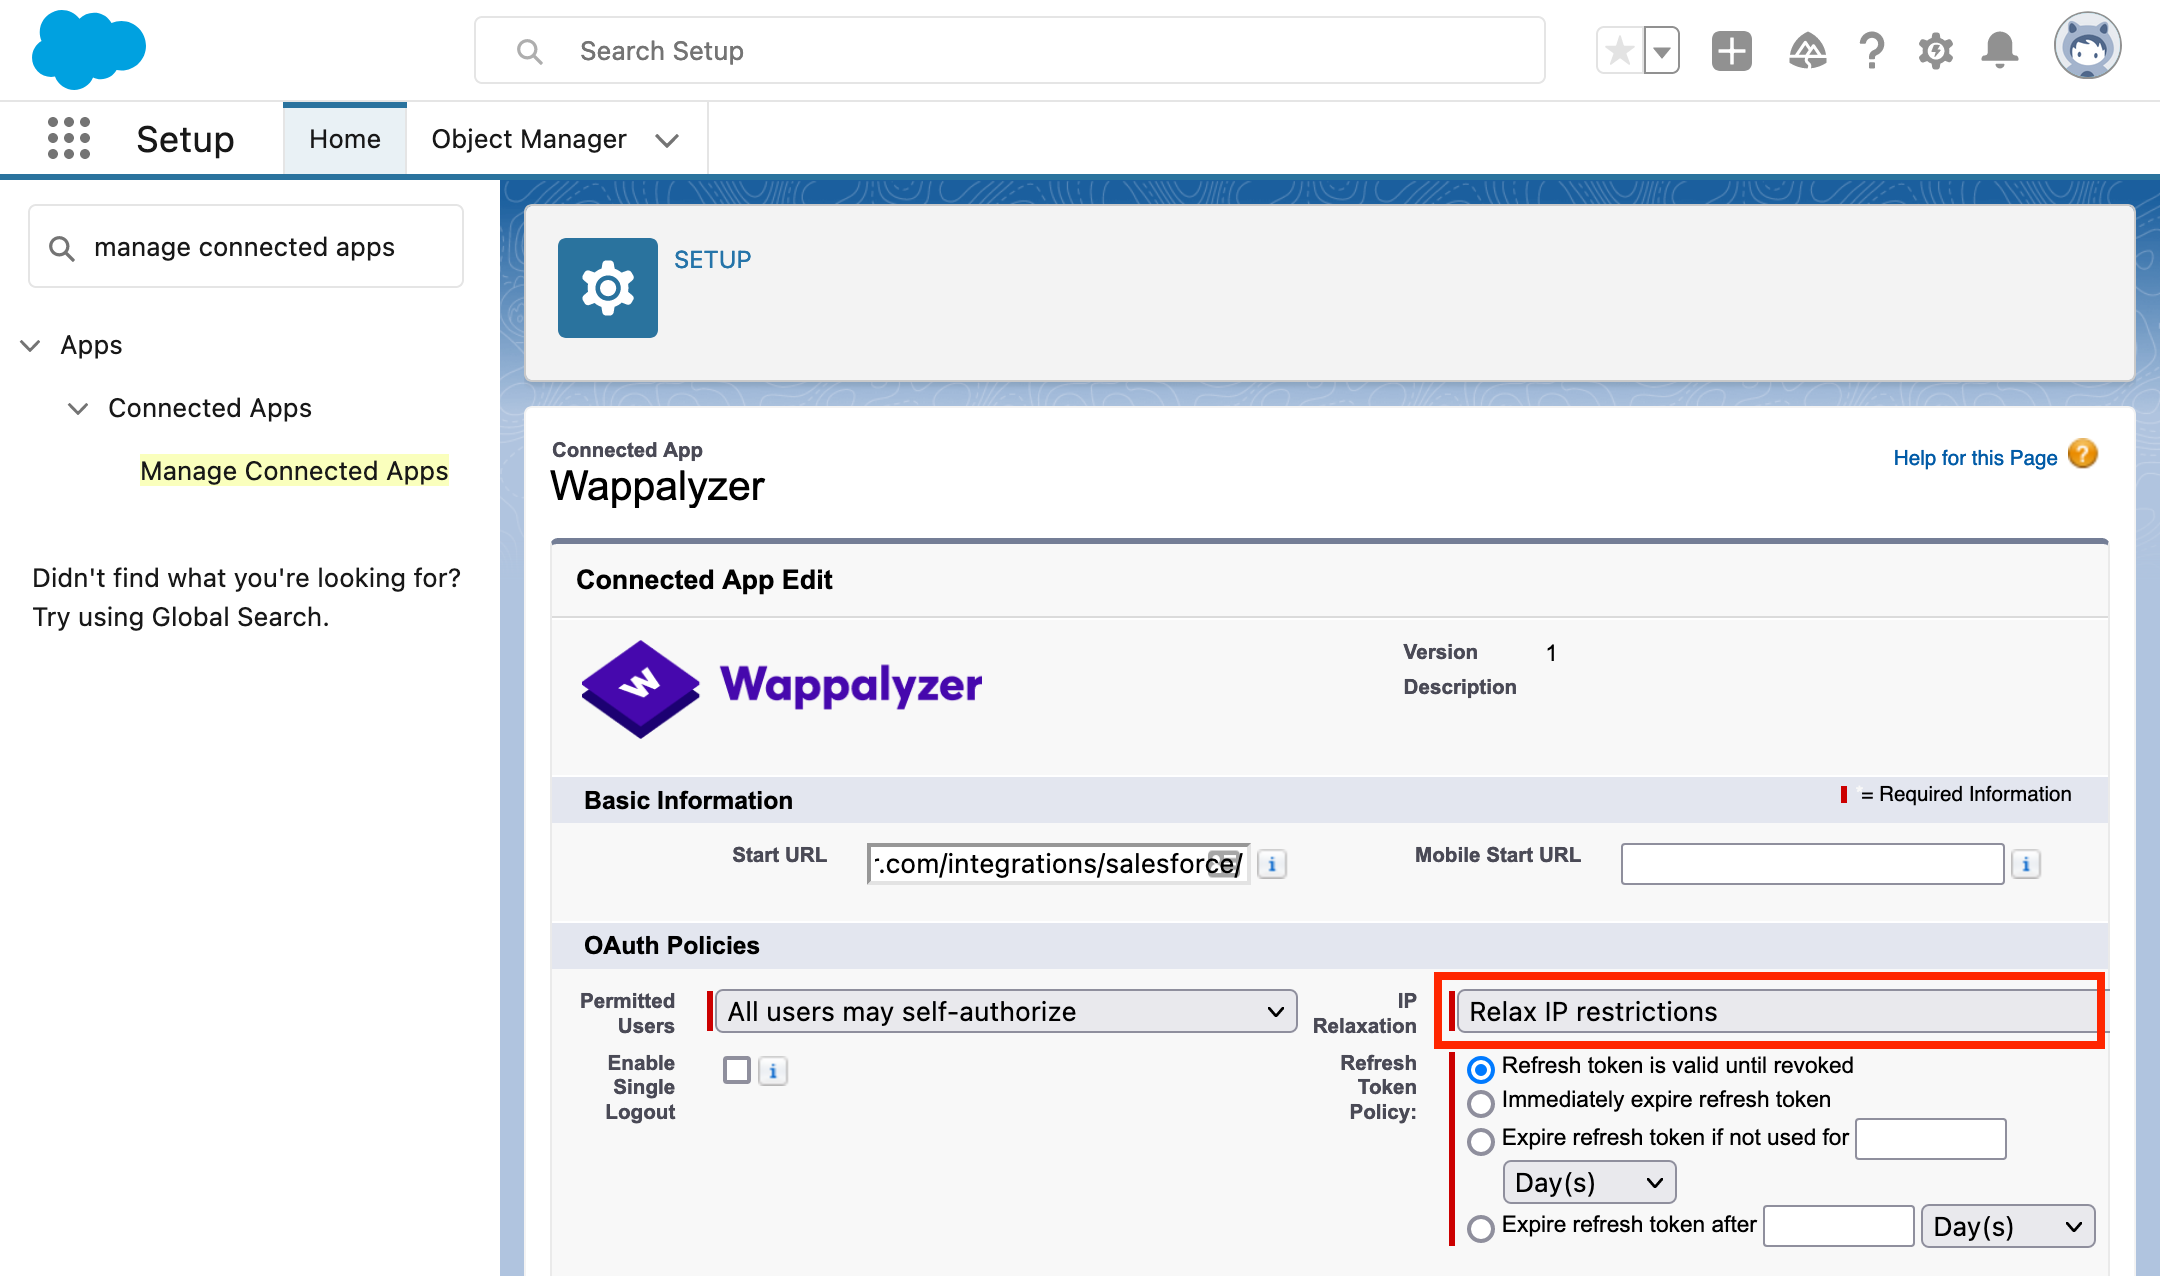 Search Setup
Setup
Home
Object Manager
manage connected apps
Apps
Connected Apps
Manage Connected Apps
Didn't find what you're looking for?
Try using Global Search.
SETUP
Connected App
Wappalyzer
Help for this Page
Connected App Edit
Wappalyzer
Version 1
Description
Basic Information
= Required Information
Start URL
.com/integrations/salesforce/
Mobile Start URL
OAuth Policies
Permitted
Users
All users may self-authorize
IP
Relaxation
Relax IP restrictions
Enable
Single
Logout
Refresh
Token
Policy:
Refresh token is valid until revoked
Immediately expire refresh token
Expire refresh token if not used for
Day(s)
Expire refresh token after
Day(s)